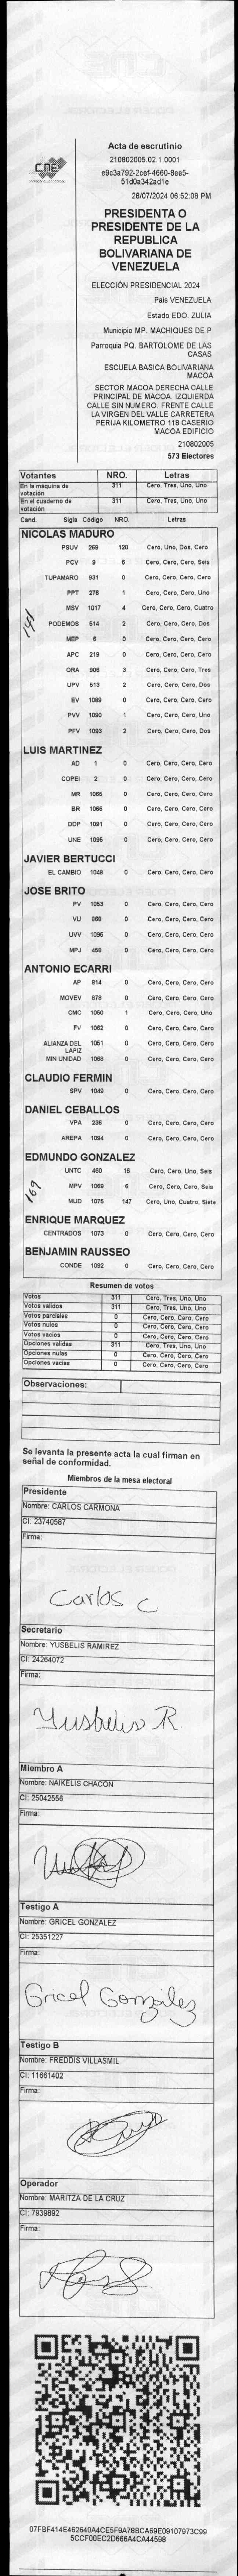 CNE
Acta de escrutinio
210802005.02.1.0001
e9c3a792-2cef-4660-8ee5-
51d0a342ad1e
28/07/2024 06:52:08 PM
PRESIDENTA O
PRESIDENTE DE LA
REPUBLICA
BOLIVARIANA DE
VENEZUELA
ELECCIÓN PRESIDENCIAL 2024
Pais VENEZUELA
Estado EDO. ZULIA
Municipio MP. MACHIQUES DE P
Parroquia PQ. BARTOLOME DE LAS
CASAS
ESCUELA BASICA BOLIVARIANA
MACOA
SECTOR MACOA DERECHA CALLE
PRINCIPAL DE MACOA. IZQUIERDA
CALLE SIN NUMERO. FRENTE CALLE
LA VIRGEN DEL VALLE CARRETERA
PERIJA KILOMETRO 118 CASERIO
MACOA EDIFICIO
210802005
573 Electores
Votantes NRO. Letras
En la máquina de votación 311 Cero, Tres, Uno, Uno
En el cuaderno de votación 311 Cero, Tres, Uno, Uno
Cand. Sigla Código NRO. Letras
NICOLAS MADURO
PSUV 269 120 Cero, Uno, Dos, Cero
PCV 9 6 Cero, Cero, Cero, Seis
TUPAMARO 931 0 Cero, Cero, Cero, Cero
PPT 276 1 Cero, Cero, Cero, Uno
MSV 1017 4 Cero, Cero, Cero, Cuatro
141
PODEMOS 514 2 Cero, Cero, Cero, Dos
MEP 6 0 Cero, Cero, Cero, Cero
APC 219 0 Cero, Cero, Cero, Cero
ORA 906 3 Cero, Cero, Cero, Tres
UPV 513 2 Cero, Cero, Cero, Dos
EV 1089 0 Cero, Cero, Cero, Cero
PVV 1090 1 Cero, Cero, Cero, Uno
PFV 1093 2 Cero, Cero, Cero, Dos
LUIS MARTINEZ
AD 1 0 Cero, Cero, Cero, Cero
COPEI 2 0 Cero, Cero, Cero, Cero
MR 1065 0 Cero, Cero, Cero, Cero
BR 1066 0 Cero, Cero, Cero, Cero
DDP 1091 0 Cero, Cero, Cero, Cero
UNE 1095 0 Cero, Cero, Cero, Cero
JAVIER BERTUCCI
EL CAMBIO 1048 0 Cero, Cero, Cero, Cero
JOSE BRITO
PV 1053 0 Cero, Cero, Cero, Cero
VU 868 0 Cero, Cero, Cero, Cero
UVV 1096 0 Cero, Cero, Cero, Cero
MPJ 458 0 Cero, Cero, Cero, Cero
ANTONIO ECARRI
AP 814 0 Cero, Cero, Cero, Cero
MOVEV 878 0 Cero, Cero, Cero, Cero
CMC 1050 1 Cero, Cero, Cero, Uno
FV 1052 0 Cero, Cero, Cero, Cero
ALIANZA DEL LAPIZ 1051 0 Cero, Cero, Cero, Cero
MIN UNIDAD 1088 0 Cero, Cero, Cero, Cero
CLAUDIO FERMIN
SPV 1049 0 Cero, Cero, Cero, Cero
DANIEL CEBALLOS
VPA 236 0 Cero, Cero, Cero, Cero
AREPA 1094 0 Cero, Cero, Cero, Cero
EDMUNDO GONZALEZ
UNTC 460 16 Cero, Cero, Uno, Seis
169
MPV 1069 6 Cero, Cero, Cero, Seis
MUD 1075 147 Cero, Uno, Cuatro, Siete
ENRIQUE MARQUEZ
CENTRADOS 1073 0 Cero, Cero, Cero, Cero
BENJAMIN RAUSSEO
CONDE 1092 0 Cero, Cero, Cero, Cero
Resumen de votos
Votos 311 Cero, Tres, Uno, Uno
Votos validos 311 Cero, Tres, Uno, Uno
Votos parciales 0 Cero, Cero, Cero, Cero
Votos nulos 0 Cero, Cero, Cero, Cero
Votos vacios 0 Cero, Cero, Cero, Cero
Opciones validas 311 Cero, Tres, Uno, Uno
Opciones nulas 0 Cero, Cero, Cero, Cero
Opciones vacias 0 Cero, Cero, Cero, Cero
Observaciones:
Se levanta la presente acta la cual firman en
señal de conformidad.
Miembros de la mesa electoral
Presidente
Nombre: CARLOS CARMONA
CI: 23740587
Firma:
Carlos C
Secretario
Nombre: YUSBELIS RAMIREZ
CI: 24264072
Firma:
Yusbelis R.
Miembro A
Nombre: NAIKELIS CHACON
CI: 25042556
Firma:
Testigo A
Nombre: GRICEL GONZALEZ
CI: 25351227
Firma:
Gricel González
Testigo B
Nombre: FREDDIS VILLASMIL
CI: 11661402
Firma:
Operador
Nombre: MARITZA DE LA CRUZ
CI: 7939892
Firma:
07FBF414E462640A4CE5F9A78BCA69E09107973C99
5CCF00EC2D666A4CA44598